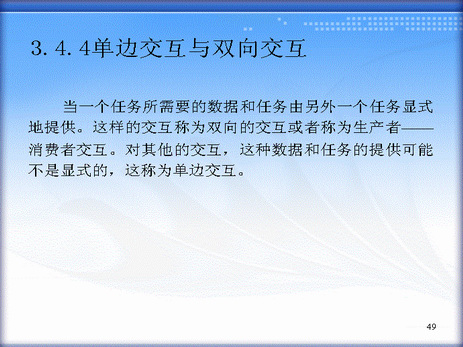 3.4.4单边交互与双向交互
当一个任务所需要的数据和任务由另外一个任务显式
地提供。这样的交互称为双向的交互或者称为生产者——
消费者交互。对其他的交互，这种数据和任务的提供可能
不是显式的，这称为单边交互。
49